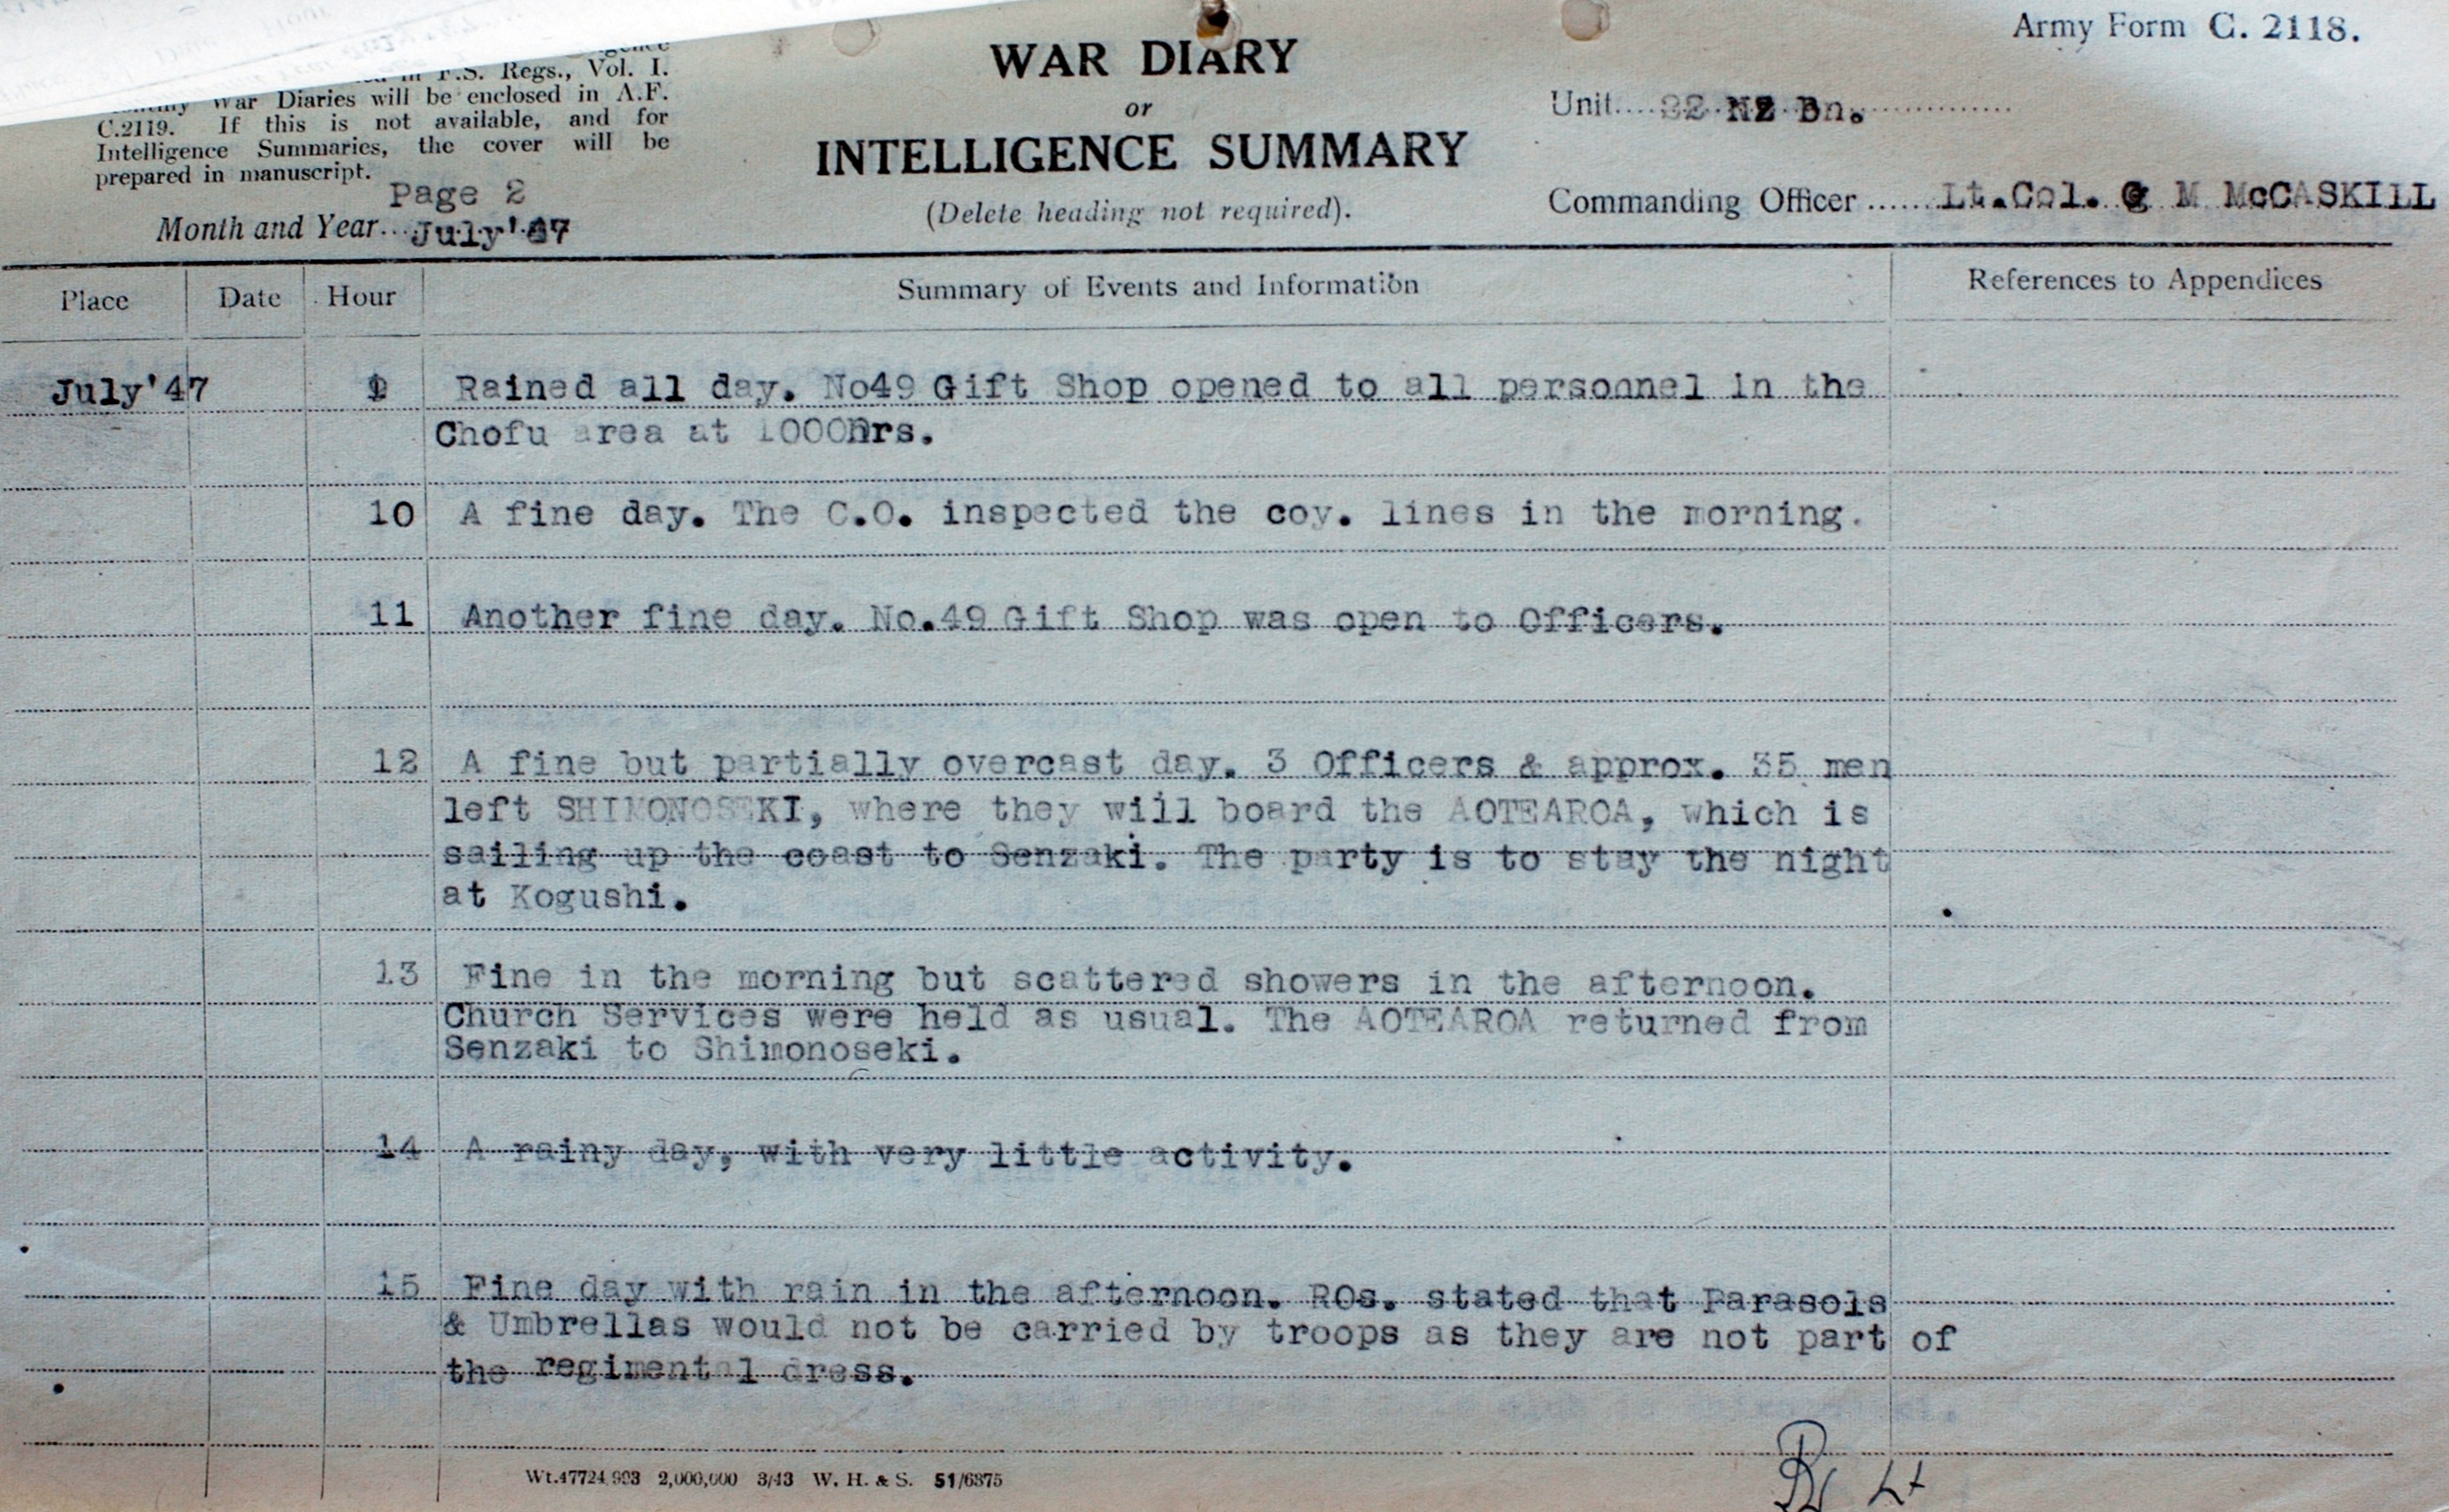 Army Form C. 2118.
WAR DIARY
or
INTELLIGENCE SUMMARY
(Delete heading not required).
in F.S. Regs., Vol. I.
War Diaries will be enclosed in A.F.
C.2119. If this is not available, and for
Intelligence Summaries, the cover will be
prepared in manuscript.
Page 2
Month and Year... July'47
Unit.... 22 NZ Bn. ...............
Commanding Officer ...... Lt.Col. G M McCASKILL
Place Date Hour Summary of Events and Information References to Appendices
July'47 9 Rained all day. No49 Gift Shop opened to all personnel in the
Chofu area at 1000hrs.
10 A fine day. The C.O. inspected the coy. lines in the morning.
11 Another fine day. No.49 Gift Shop was open to Officers.
12 A fine but partially overcast day. 3 Officers & approx. 35 men
left SHIMONOSEKI, where they will board the AOTEAROA, which is
sailing up the coast to Senzaki. The party is to stay the night
at Kogushi.
13 Fine in the morning but scattered showers in the afternoon.
Church Services were held as usual. The AOTEAROA returned from
Senzaki to Shimonoseki.
14 A rainy day, with very little activity.
15 Fine day with rain in the afternoon. ROs. stated that Parasols
& Umbrellas would not be carried by troops as they are not part of
the regimental dress.
Wt.47724 993 2,000,000 3/43 W. H. & S. 51/6375